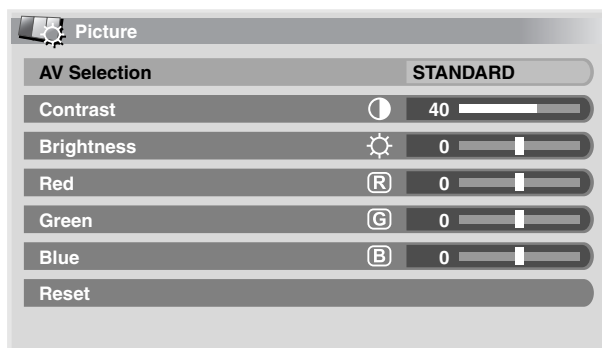 Picture
AV Selection STANDARD
Contrast 40
Brightness 0
Red R 0
Green G 0
Blue B 0
Reset